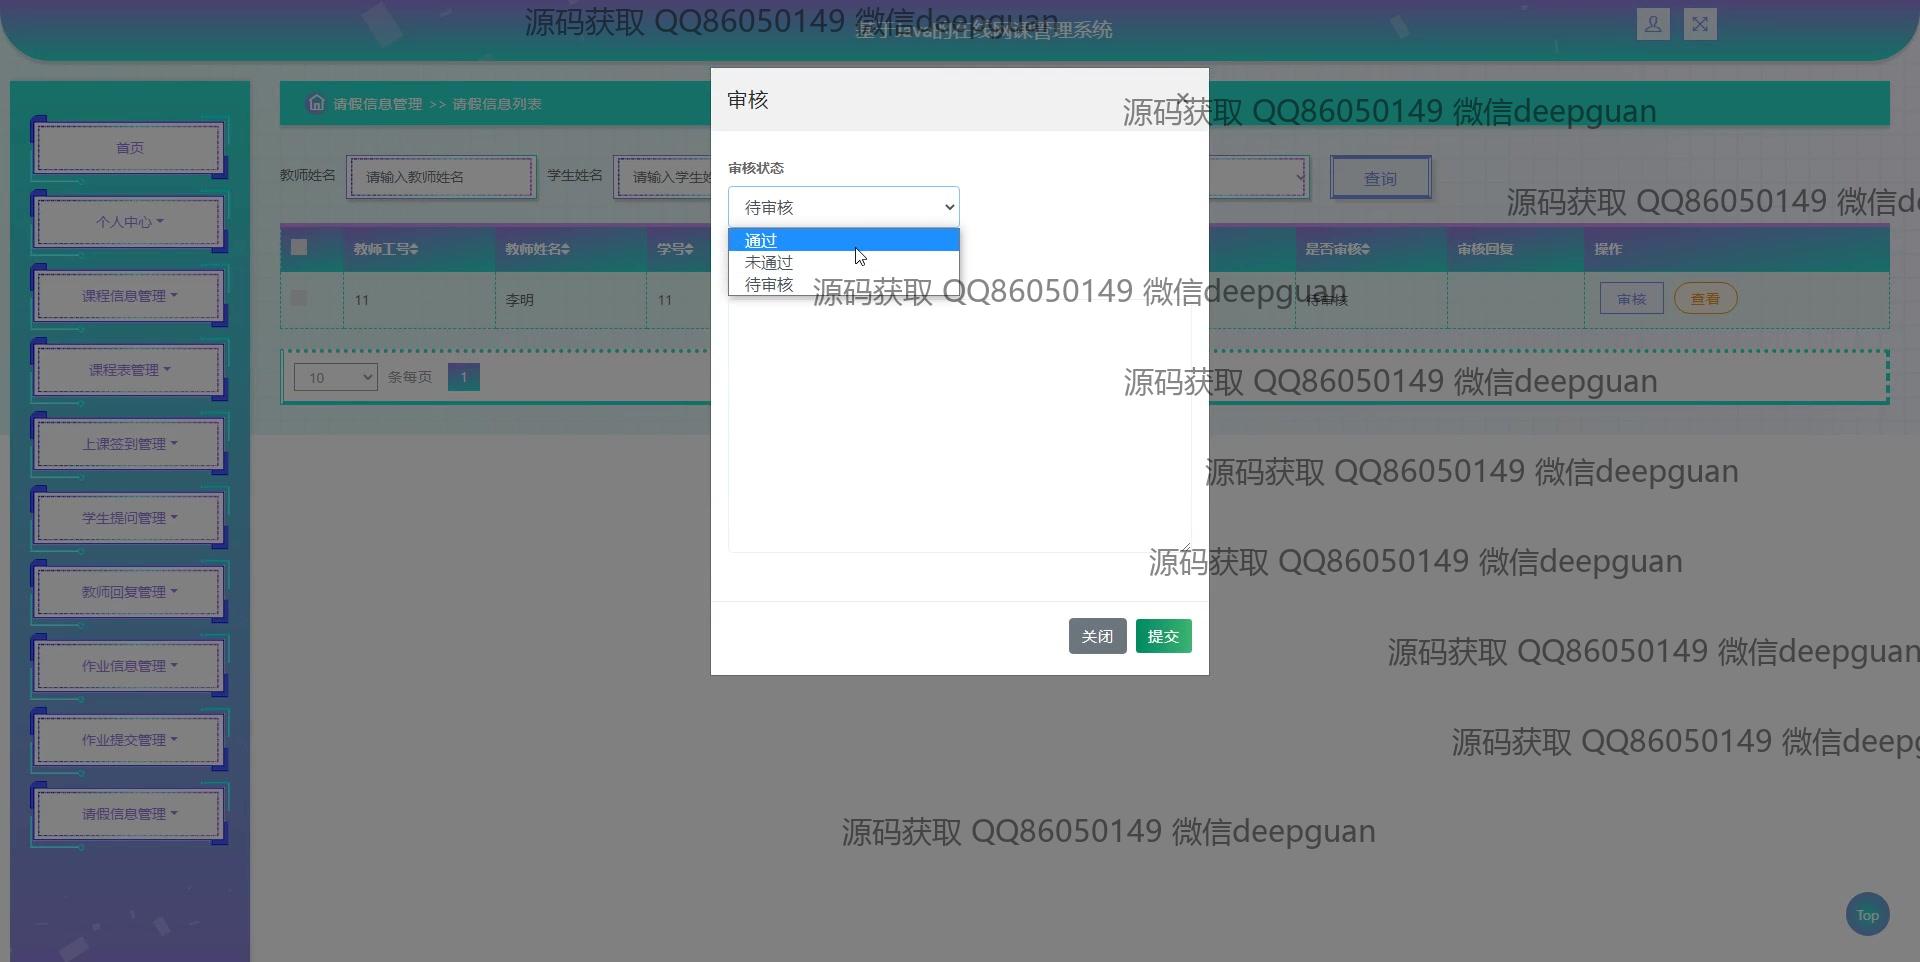 源码获取 QQ86050149 微信deepguan
基于Java的在线网课管理系统
审核
源码获取 QQ86050149 微信deepguan
请假信息管理 >> 请假信息列表
首页
个人中心
课程信息管理
课程表管理
上课签到管理
学生提问管理
教师回复管理
作业信息管理
作业提交管理
请假信息管理
教师姓名 请输入教师姓名 学生姓名 请输入学生姓 查询
审核状态
待审核
通过
未通过
待审核
源码获取 QQ86050149 微信de
教师工号 教师姓名 学号 是否审核 审核回复 操作
11 李明 11 待审核 审核 查看
源码获取 QQ86050149 微信deepguan
10 条每页 1
源码获取 QQ86050149 微信deepguan
源码获取 QQ86050149 微信deepguan
源码获取 QQ86050149 微信deepguan
关闭 提交
源码获取 QQ86050149 微信deepguan
源码获取 QQ86050149 微信deepg
源码获取 QQ86050149 微信deepguan
Top